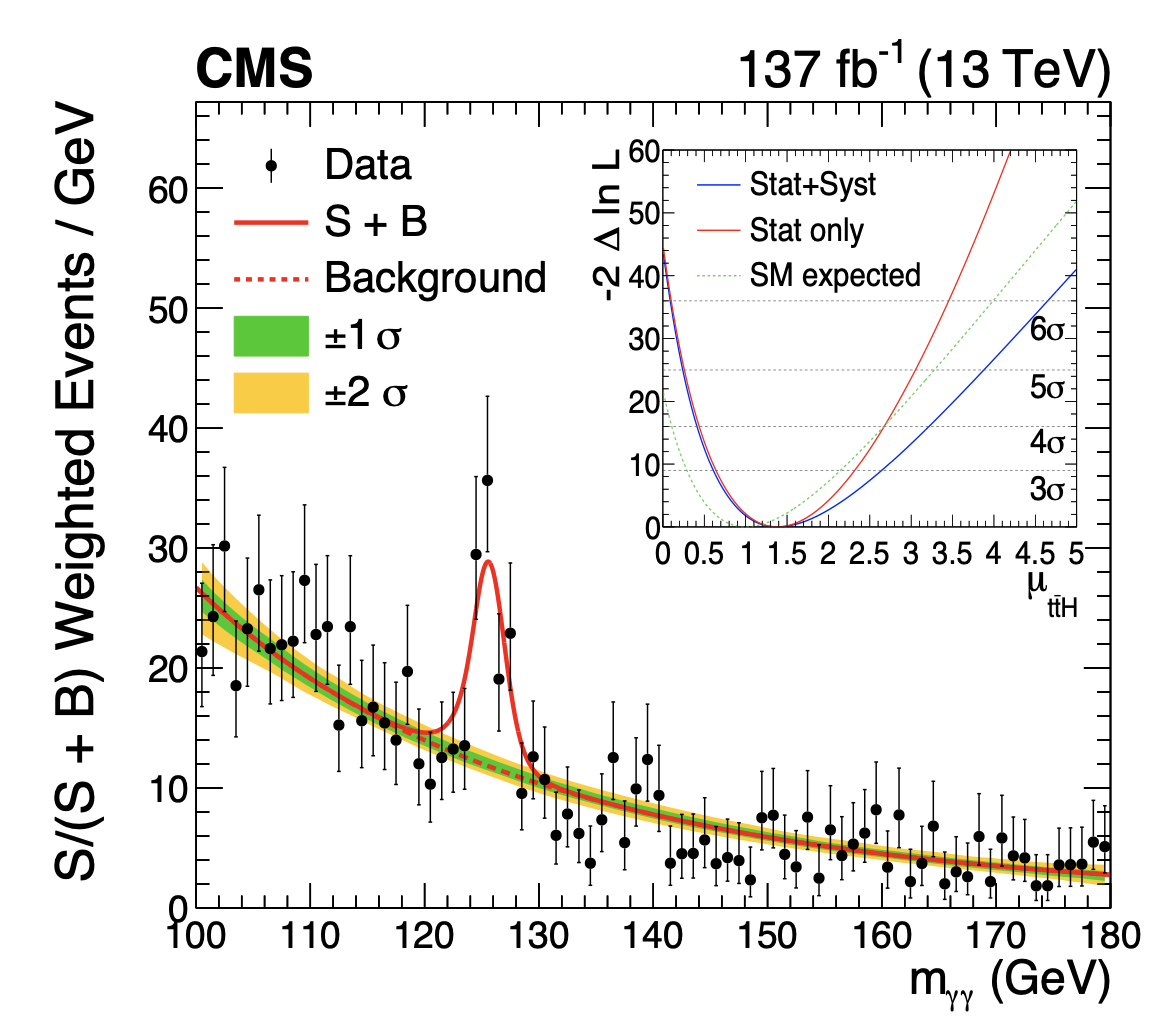 CMS
137 fb⁻¹ (13 TeV)
S/(S + B) Weighted Events / GeV
Data
S + B
Background
±1 σ
±2 σ
60
50
40
30
20
10
0
100 110 120 130 140 150 160 170 180
m_γγ (GeV)
-2 Δ ln L
60
50
40
30
20
10
0
Stat+Syst
Stat only
SM expected
6σ
5σ
4σ
3σ
0 0.5 1 1.5 2 2.5 3 3.5 4 4.5 5
μ_tt̄H